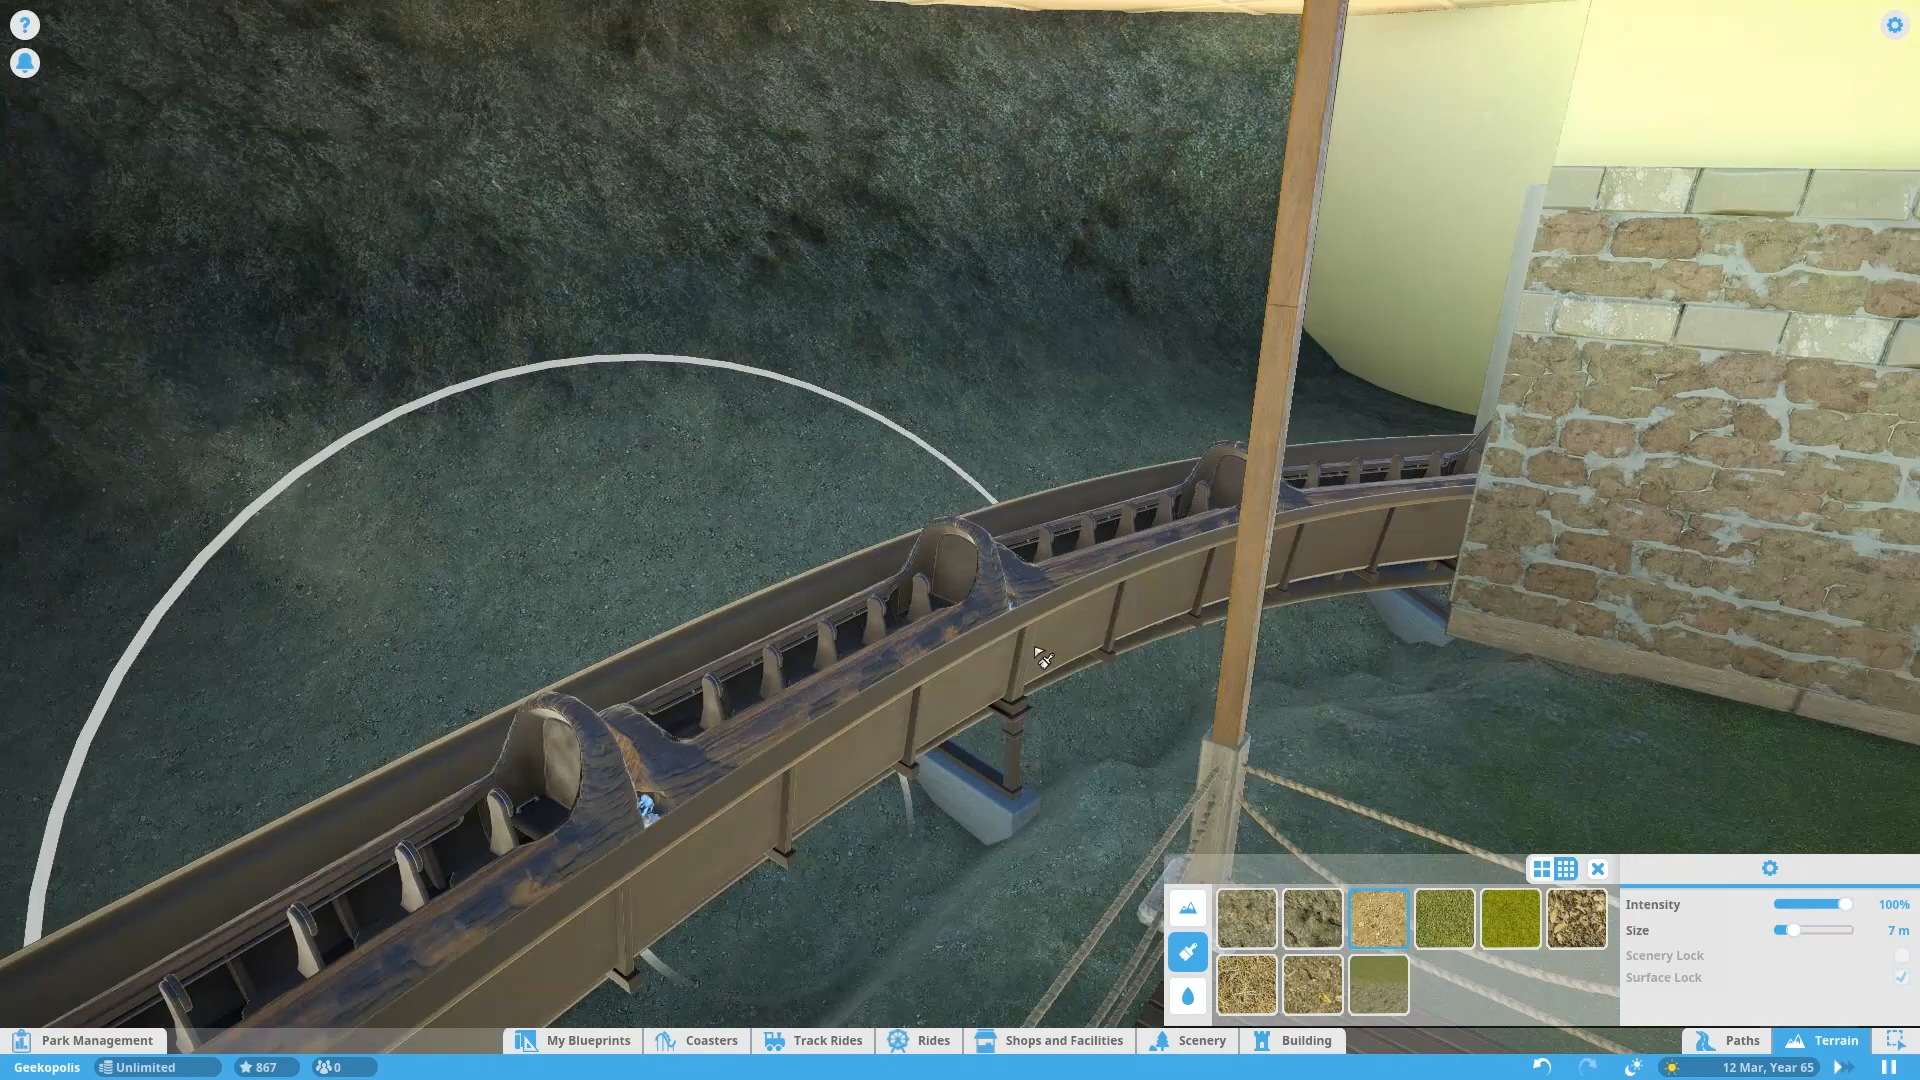 ?
Intensity 100%
Size 7 m
Scenery Lock
Surface Lock
Park Management My Blueprints Coasters Track Rides Rides Shops and Facilities Scenery Building Paths Terrain
Geekopolis Unlimited 867 0 12 Mar, Year 65